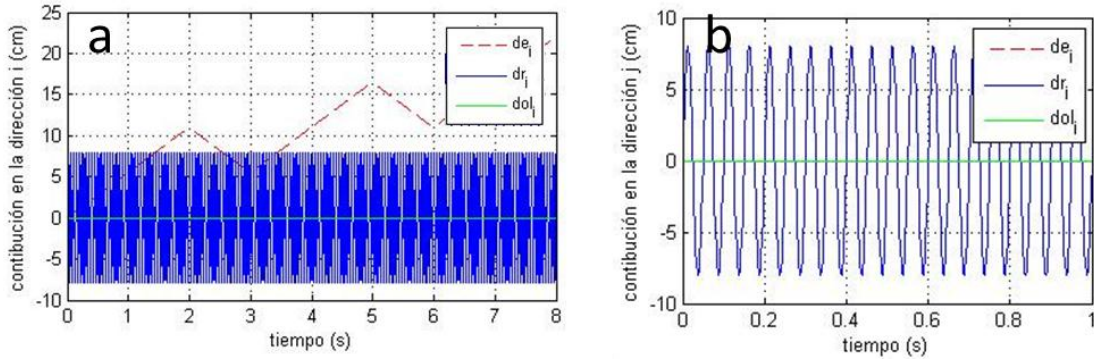 a
contibución en la dirección i (cm)
25
20
15
10
5
0
-5
-10
0 1 2 3 4 5 6 7 8
tiempo (s)
de_i
dr_i
dol_i
b
contibución en la dirección j (cm)
10
5
0
-5
-10
0 0.2 0.4 0.6 0.8 1
tiempo (s)
de_i
dr_i
dol_i